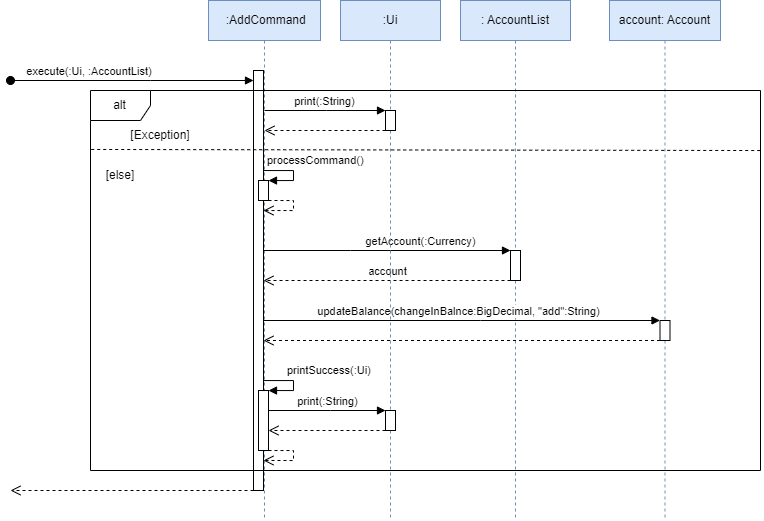 :AddCommand
:Ui
: AccountList
account: Account
execute(:Ui, :AccountList)
alt
print(:String)
[Exception]
processCommand()
[else]
getAccount(:Currency)
account
updateBalance(changeInBalnce:BigDecimal, "add":String)
printSuccess(:Ui)
print(:String)